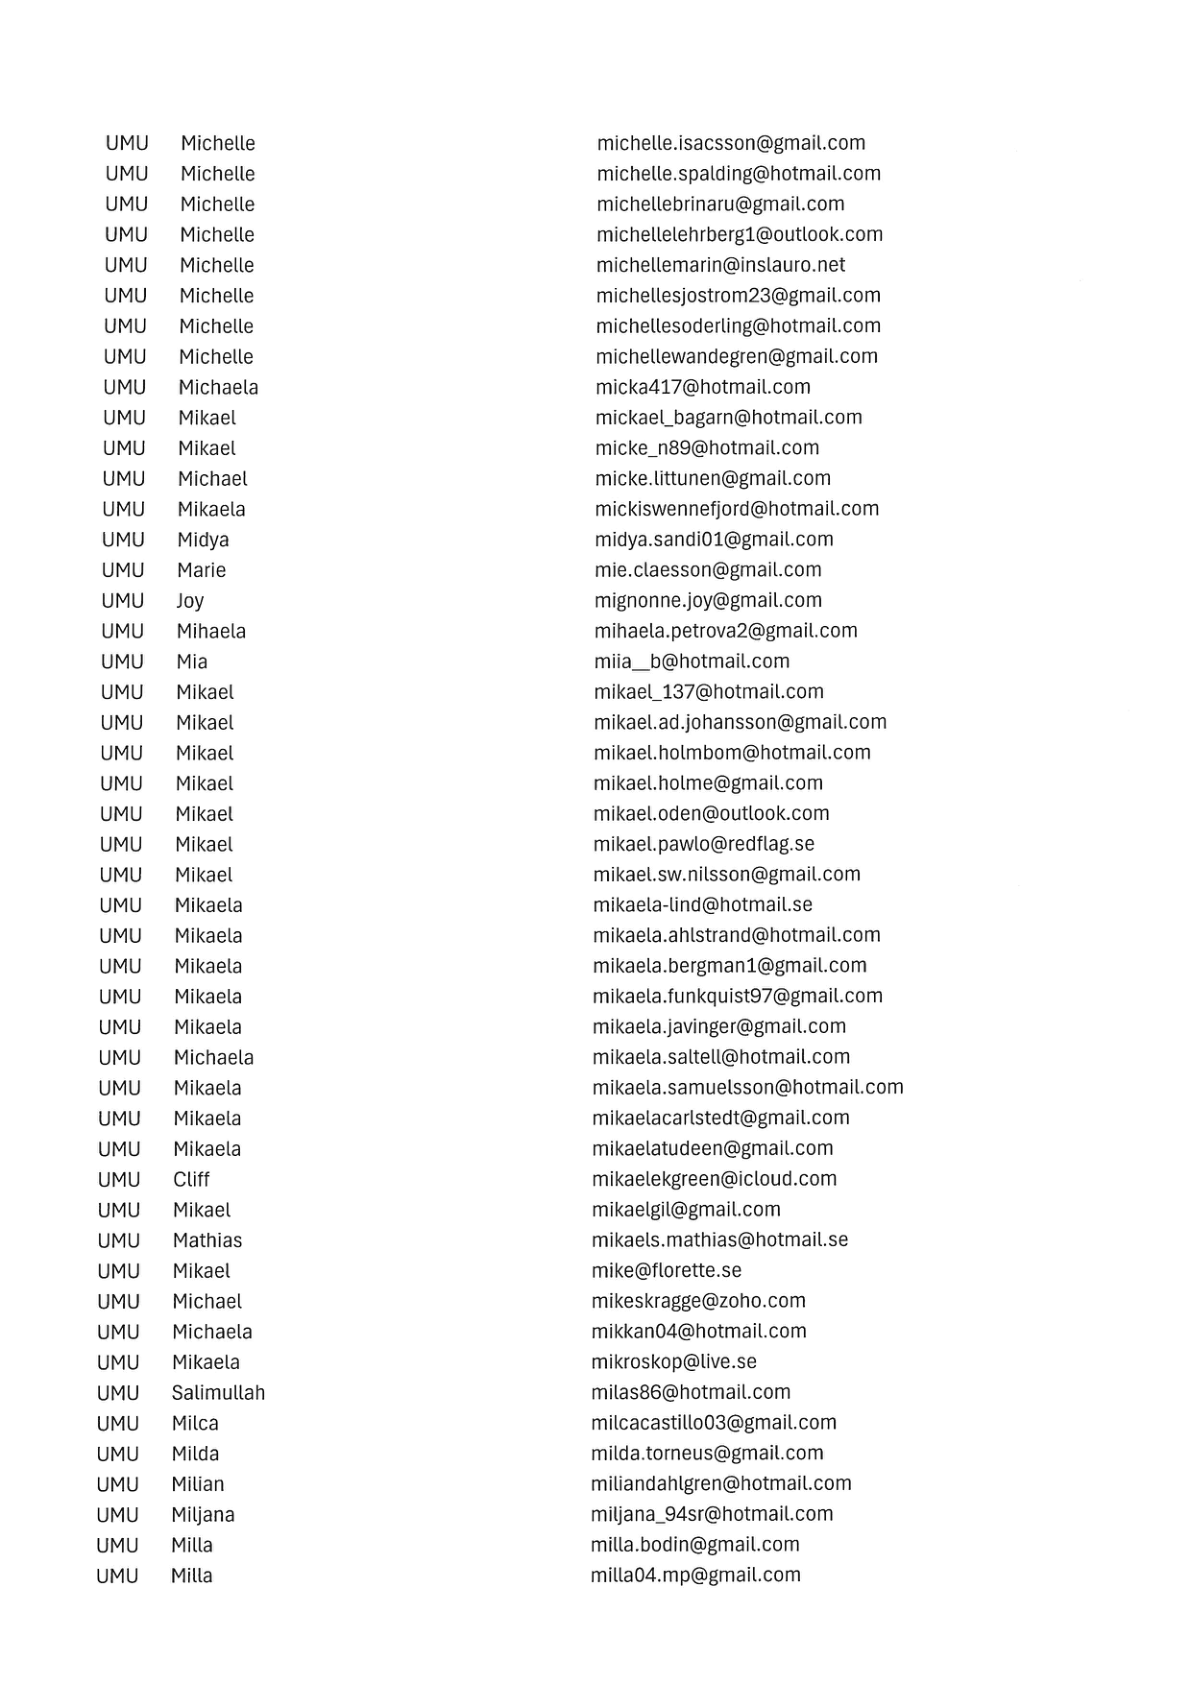 UMU Michelle michelle.isacsson@gmail.com
UMU Michelle michelle.spalding@hotmail.com
UMU Michelle michellebrinaru@gmail.com
UMU Michelle michellelehrberg1@outlook.com
UMU Michelle michellemarin@inslauro.net
UMU Michelle michellesjostrom23@gmail.com
UMU Michelle michellesoderling@hotmail.com
UMU Michelle michellewandegren@gmail.com
UMU Michaela micka417@hotmail.com
UMU Mikael mickael_bagarn@hotmail.com
UMU Mikael micke_n89@hotmail.com
UMU Michael micke.littunen@gmail.com
UMU Mikaela mickiswennefjord@hotmail.com
UMU Midya midya.sandi01@gmail.com
UMU Marie mie.claesson@gmail.com
UMU Joy mignonne.joy@gmail.com
UMU Mihaela mihaela.petrova2@gmail.com
UMU Mia miia__b@hotmail.com
UMU Mikael mikael_137@hotmail.com
UMU Mikael mikael.ad.johansson@gmail.com
UMU Mikael mikael.holmbom@hotmail.com
UMU Mikael mikael.holme@gmail.com
UMU Mikael mikael.oden@outlook.com
UMU Mikael mikael.pawlo@redflag.se
UMU Mikael mikael.sw.nilsson@gmail.com
UMU Mikaela mikaela-lind@hotmail.se
UMU Mikaela mikaela.ahlstrand@hotmail.com
UMU Mikaela mikaela.bergman1@gmail.com
UMU Mikaela mikaela.funkquist97@gmail.com
UMU Mikaela mikaela.javinger@gmail.com
UMU Michaela mikaela.saltell@hotmail.com
UMU Mikaela mikaela.samuelsson@hotmail.com
UMU Mikaela mikaelacarlstedt@gmail.com
UMU Mikaela mikaelatudeen@gmail.com
UMU Cliff mikaelekgreen@icloud.com
UMU Mikael mikaelgil@gmail.com
UMU Mathias mikaels.mathias@hotmail.se
UMU Mikael mike@florette.se
UMU Michael mikeskragge@zoho.com
UMU Michaela mikkan04@hotmail.com
UMU Mikaela mikroskop@live.se
UMU Salimullah milas86@hotmail.com
UMU Milca milcacastillo03@gmail.com
UMU Milda milda.torneus@gmail.com
UMU Milian miliandahlgren@hotmail.com
UMU Miljana miljana_94sr@hotmail.com
UMU Milla milla.bodin@gmail.com
UMU Milla milla04.mp@gmail.com